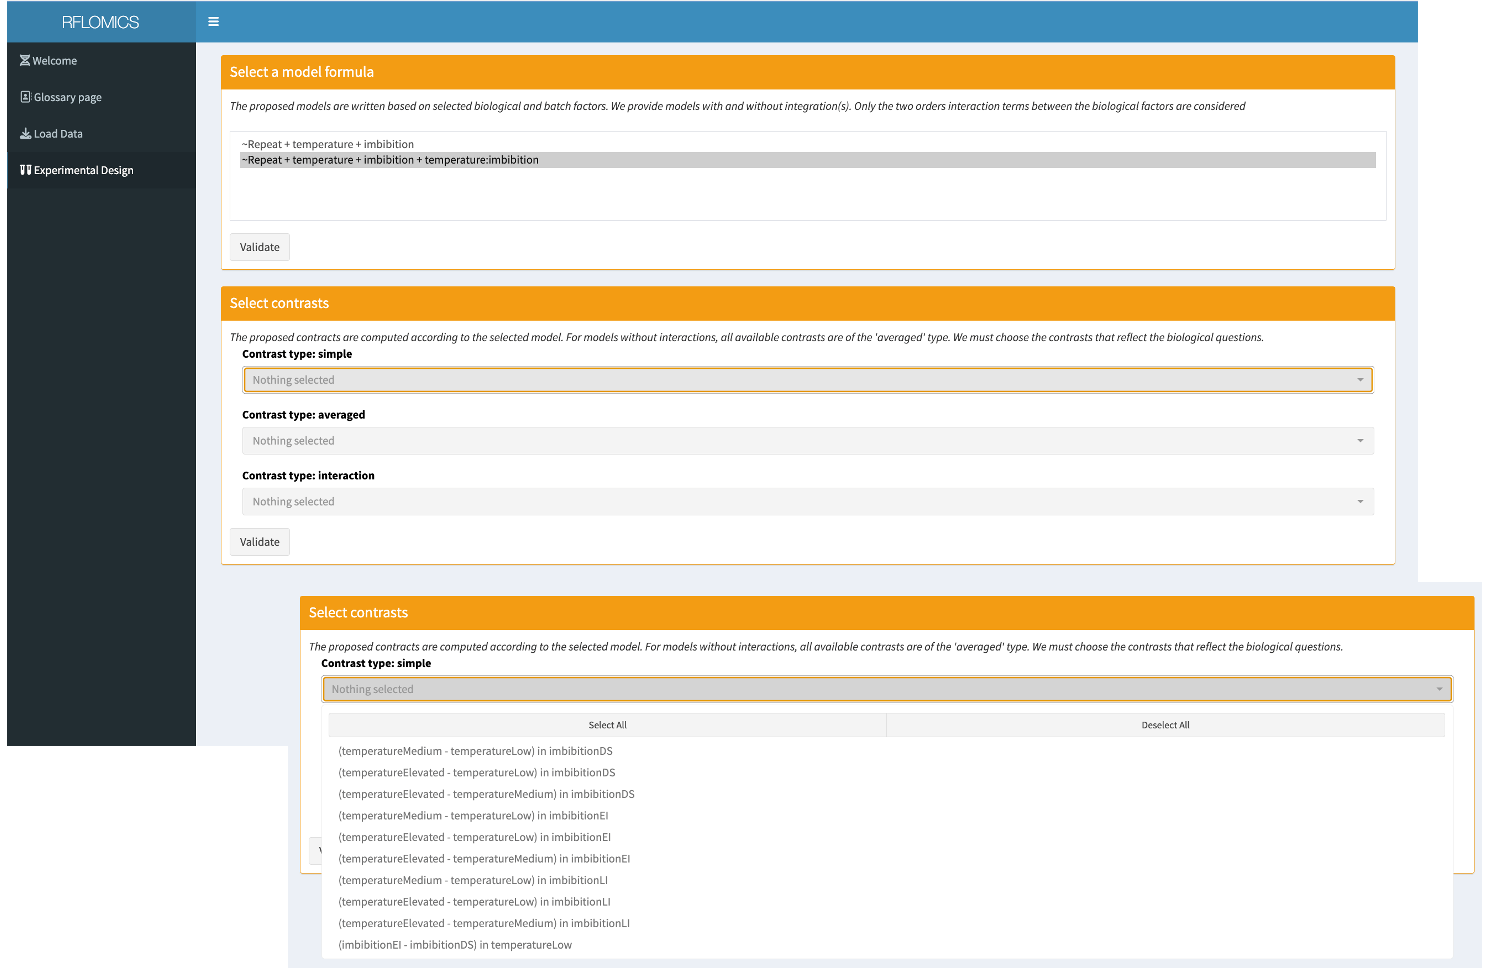 RFLOMICS
Welcome
Glossary page
Load Data
Experimental Design
Select a model formula
The proposed models are written based on selected biological and batch factors. We provide models with and without integration(s). Only the two orders interaction terms between the biological factors are considered
~Repeat + temperature + imbibition
~Repeat + temperature + imbibition + temperature:imbibition
Validate
Select contrasts
The proposed contracts are computed according to the selected model. For models without interactions, all available contrasts are of the 'averaged' type. We must choose the contrasts that reflect the biological questions.
Contrast type: simple
Nothing selected
Contrast type: averaged
Nothing selected
Contrast type: interaction
Nothing selected
Validate
Select contrasts
The proposed contracts are computed according to the selected model. For models without interactions, all available contrasts are of the 'averaged' type. We must choose the contrasts that reflect the biological questions.
Contrast type: simple
Nothing selected
Select All
Deselect All
(temperatureMedium - temperatureLow) in imbibitionDS
(temperatureElevated - temperatureLow) in imbibitionDS
(temperatureElevated - temperatureMedium) in imbibitionDS
(temperatureMedium - temperatureLow) in imbibitionEI
(temperatureElevated - temperatureLow) in imbibitionEI
(temperatureElevated - temperatureMedium) in imbibitionEI
(temperatureMedium - temperatureLow) in imbibitionLI
(temperatureElevated - temperatureLow) in imbibitionLI
(temperatureElevated - temperatureMedium) in imbibitionLI
(imbibitionEI - imbibitionDS) in temperatureLow